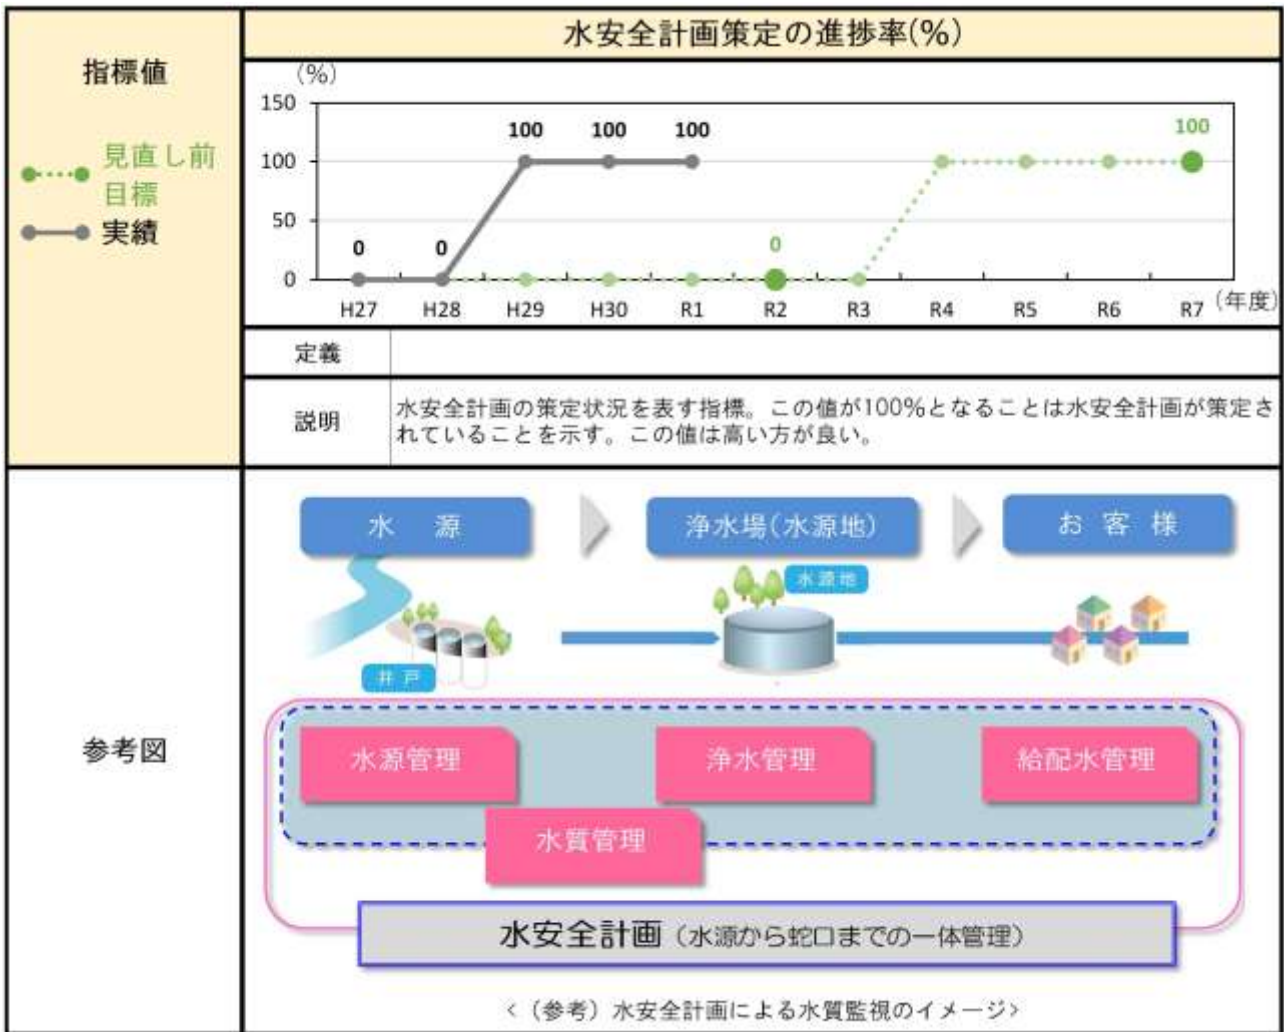 水安全計画策定の進捗率(%)
指標値
見直し前
目標
実績
(%)
150
100
50
0
0
0
100
100
100
0
100
H27
H28
H29
H30
R1
R2
R3
R4
R5
R6
R7
(年度)
定義
説明
水安全計画の策定状況を表す指標。この値が100%となることは水安全計画が策定さ
れていることを示す。この値は高い方が良い。
参考図
水 源
浄水場(水源地)
お 客 様
水源地
井戸
水源管理
浄水管理
給配水管理
水質管理
水安全計画(水源から蛇口までの一体管理)
<(参考)水安全計画による水質監視のイメージ>